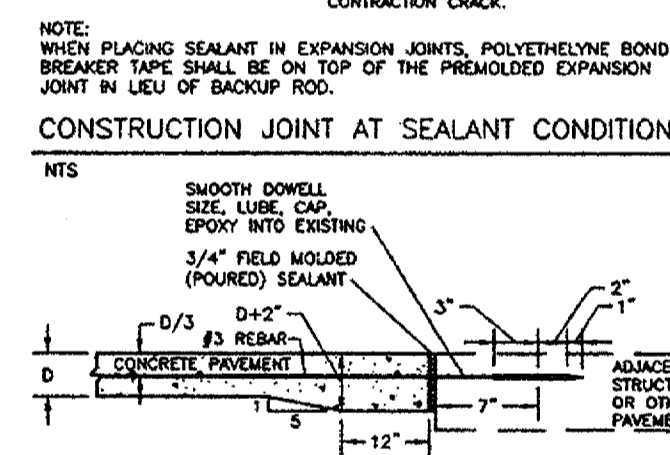 CONTRACTION CRACK.
NOTE:
WHEN PLACING SEALANT IN EXPANSION JOINTS, POLYETHELYNE BOND
BREAKER TAPE SHALL BE ON TOP OF THE PREMOLDED EXPANSION
JOINT IN LIEU OF BACKUP ROD.
CONSTRUCTION JOINT AT SEALANT CONDITION
NTS
SMOOTH DOWELL
SIZE, LUBE, CAP,
EPOXY INTO EXISTING
3/4" FIELD MOLDED
(POURED) SEALANT
2"
3"
1"
D/3
D+2"
#3 REBAR
CONCRETE PAVEMENT
D
ADJACE
STRUCT
OR OTH
PAVEME
7"
1
5
12"